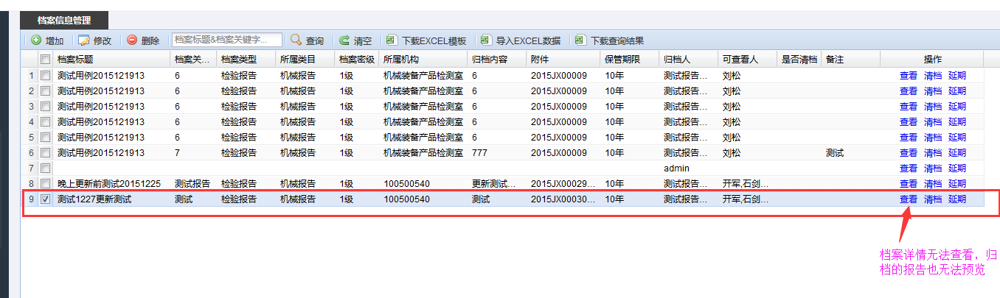 档案信息管理
增加 修改 删除 档案标题&档案关键字... 查询 清空 下载EXCEL模板 导入EXCEL数据 下载查询结果
档案标题 档案关... 档案类型 所属类目 档案密级 所属机构 归档内容 附件 保管期限 归档人 可查看人 是否清档 备注 操作
1 测试用例2015121913 6 检验报告 机械报告 1级 机械装备产品检测室 6 2015JX00009 10年 测试报告... 刘松 查看 清档 延期
2 测试用例2015121913 6 检验报告 机械报告 1级 机械装备产品检测室 6 2015JX00009 10年 测试报告... 刘松 查看 清档 延期
3 测试用例2015121913 6 检验报告 机械报告 1级 机械装备产品检测室 6 2015JX00009 10年 测试报告... 刘松 查看 清档 延期
4 测试用例2015121913 6 检验报告 机械报告 1级 机械装备产品检测室 6 2015JX00009 10年 测试报告... 刘松 查看 清档 延期
5 测试用例2015121913 6 检验报告 机械报告 1级 机械装备产品检测室 6 2015JX00009 10年 测试报告... 刘松 查看 清档 延期
6 测试用例2015121913 7 检验报告 机械报告 1级 机械装备产品检测室 777 2015JX00009 10年 测试报告... 刘松 测试 查看 清档 延期
7 admin 查看 清档 延期
8 晚上更新前测试20151225 测试报告 检验报告 机械报告 1级 100500540 更新测试... 2015JX00029... 10年 测试报告... 开军,石剑... 查看 清档 延期
9 测试1227更新测试 测试 检验报告 机械报告 1级 100500540 测试 2015JX00030... 10年 测试报告... 开军,石剑... 查看 清档 延期
档案详情无法查看，归
档的报告也无法预览